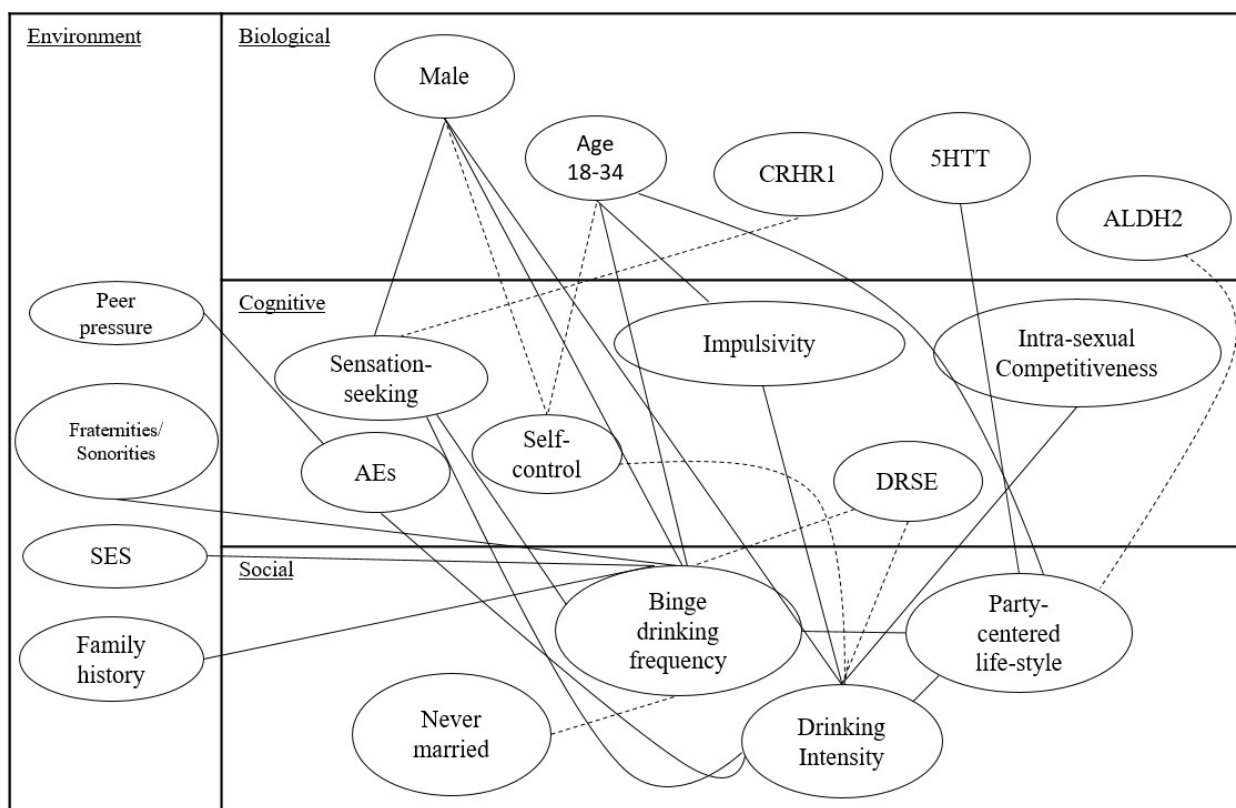 Environment
Biological
Male
Age
18-34
CRHR1
5HTT
ALDH2
Peer
pressure
Cognitive
Sensation-
seeking
Impulsivity
Intra-sexual
Competitiveness
Fraternities/
Sonorities
AEs
Self-
control
DRSE
SES
Social
Family
history
Binge
drinking
frequency
Party-
centered
life-style
Never
married
Drinking
Intensity